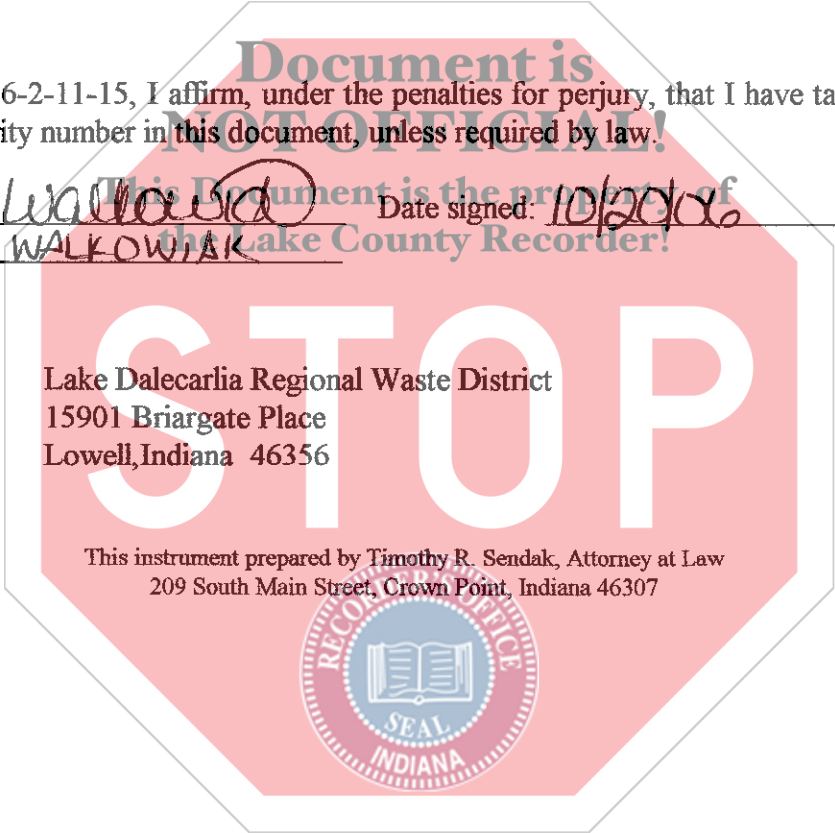 Document is
6-2-11-15, I affirm, under the penalties for perjury, that I have ta
NOT OFFICIAL!
ity number in this document, unless required by law.
This Document is the property of
Date signed: 10/20/06
the Lake County Recorder!
WALKOWIAK
STOP
Lake Dalecarlia Regional Waste District
15901 Briargate Place
Lowell, Indiana 46356
This instrument prepared by Timothy R. Sendak, Attorney at Law
209 South Main Street, Crown Point, Indiana 46307
RECORDER'S OFFICE
SEAL
INDIANA